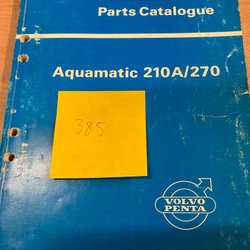 Parts Catalogue
Aquamatic 210A/270
385
VOLVO
PENTA